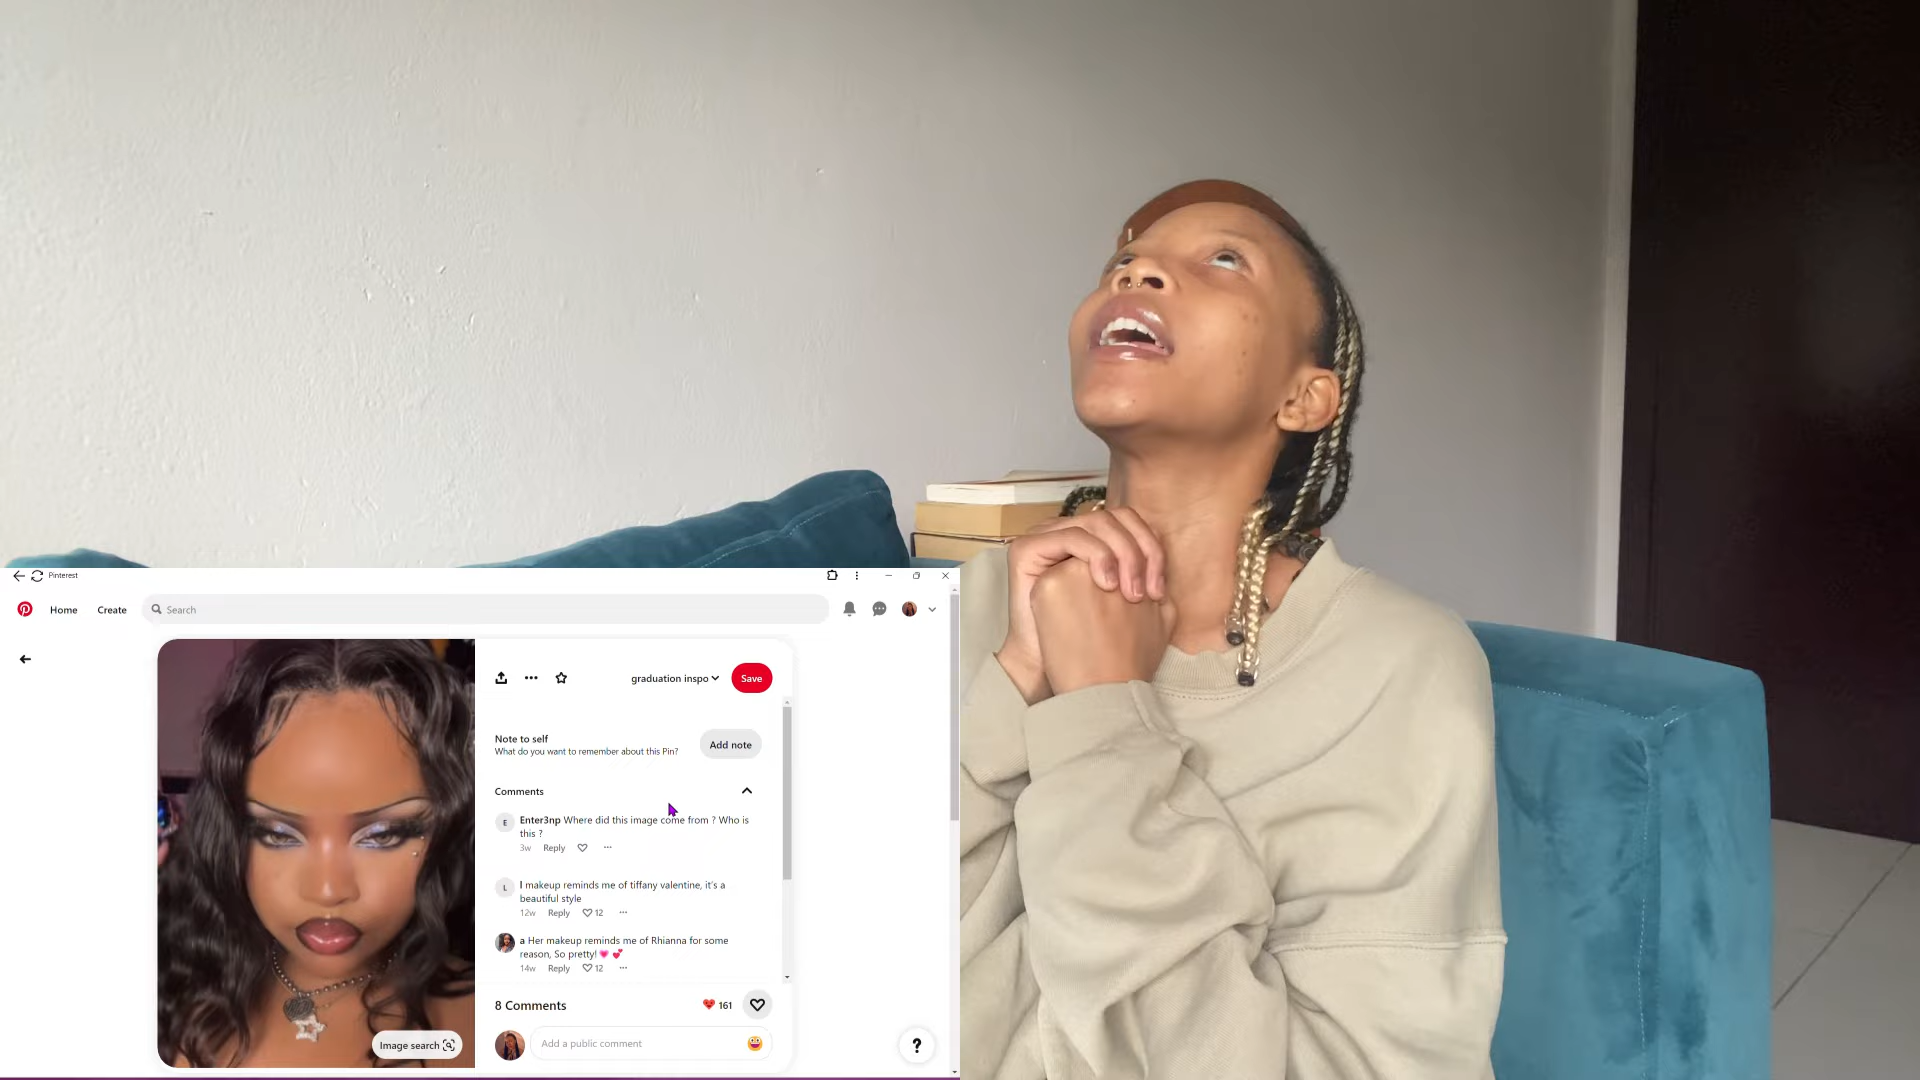 Pinterest
Home
Create
Search
graduation inspo
Save
Note to self
What do you want to remember about this Pin?
Add note
Comments
E
Enter3np Where did this image come from ? Who is
this ?
3w Reply
L
l makeup reminds me of tiffany valentine, it's a
beautiful style
12w Reply 12
a Her makeup reminds me of Rhianna for some
reason, So pretty!
14w Reply 12
8 Comments
161
Image search
Add a public comment
?